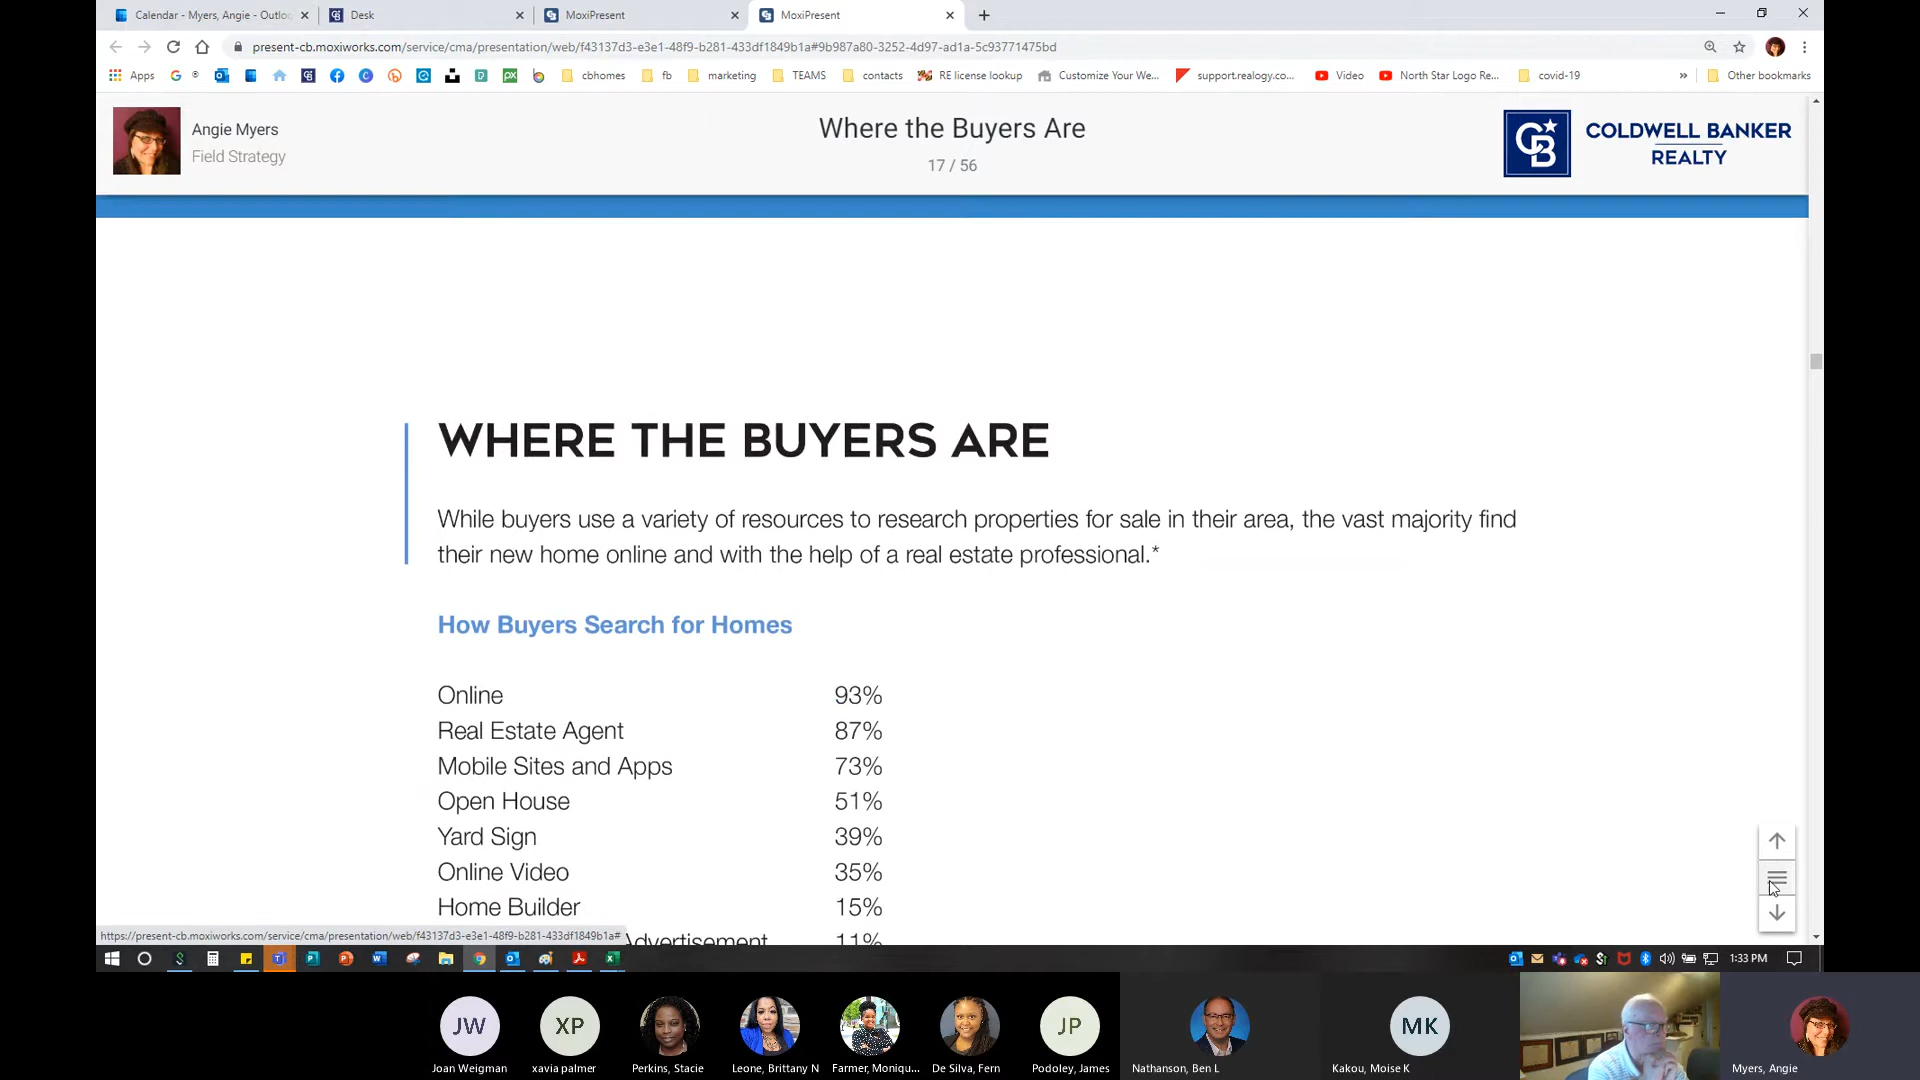 Calendar - Myers, Angie - Outlo
Desk
MoxiPresent
MoxiPresent
present-cb.moxiworks.com/service/cma/presentation/web/f43137d3-e3e1-48f9-b281-433df1849b1a#9b987a80-3252-4d97-ad1a-5c93771475bd
Apps
cbhomes
fb
marketing
TEAMS
contacts
RE license lookup
Customize Your We...
support.realogy.co...
Video
North Star Logo Re...
covid-19
»
Other bookmarks
Angie Myers
Field Strategy
Where the Buyers Are
17 / 56
COLDWELL BANKER
REALTY
WHERE THE BUYERS ARE
While buyers use a variety of resources to research properties for sale in their area, the vast majority find
their new home online and with the help of a real estate professional.*
How Buyers Search for Homes
Online 93%
Real Estate Agent 87%
Mobile Sites and Apps 73%
Open House 51%
Yard Sign 39%
Online Video 35%
Home Builder 15%
Advertisement 11%
https://present-cb.moxiworks.com/service/cma/presentation/web/f43137d3-e3e1-48f9-b281-433df1849b1a#
1:33 PM
JW
XP
JP
MK
Joan Weigman
xavia palmer
Perkins, Stacie
Leone, Brittany N
Farmer, Moniqu...
De Silva, Fern
Podoley, James
Nathanson, Ben L
Kakou, Moise K
Myers, Angie